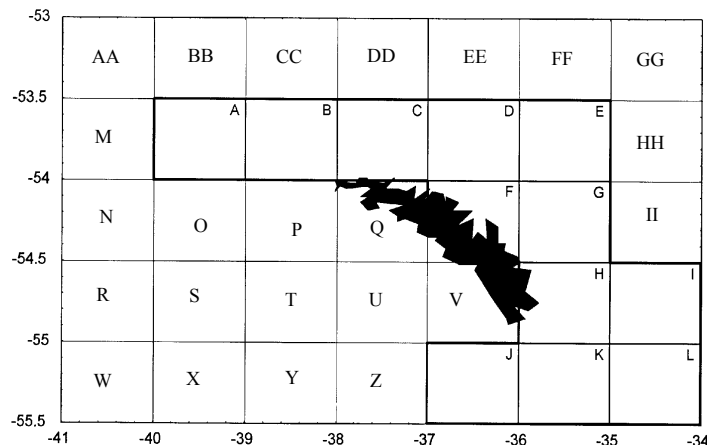 -53
AA BB CC DD EE FF GG
-53.5
M A B C D E HH
-54
N O P Q F G II
-54.5
R S T U V H I
-55
W X Y Z J K L
-55.5
-41 -40 -39 -38 -37 -36 -35 -34